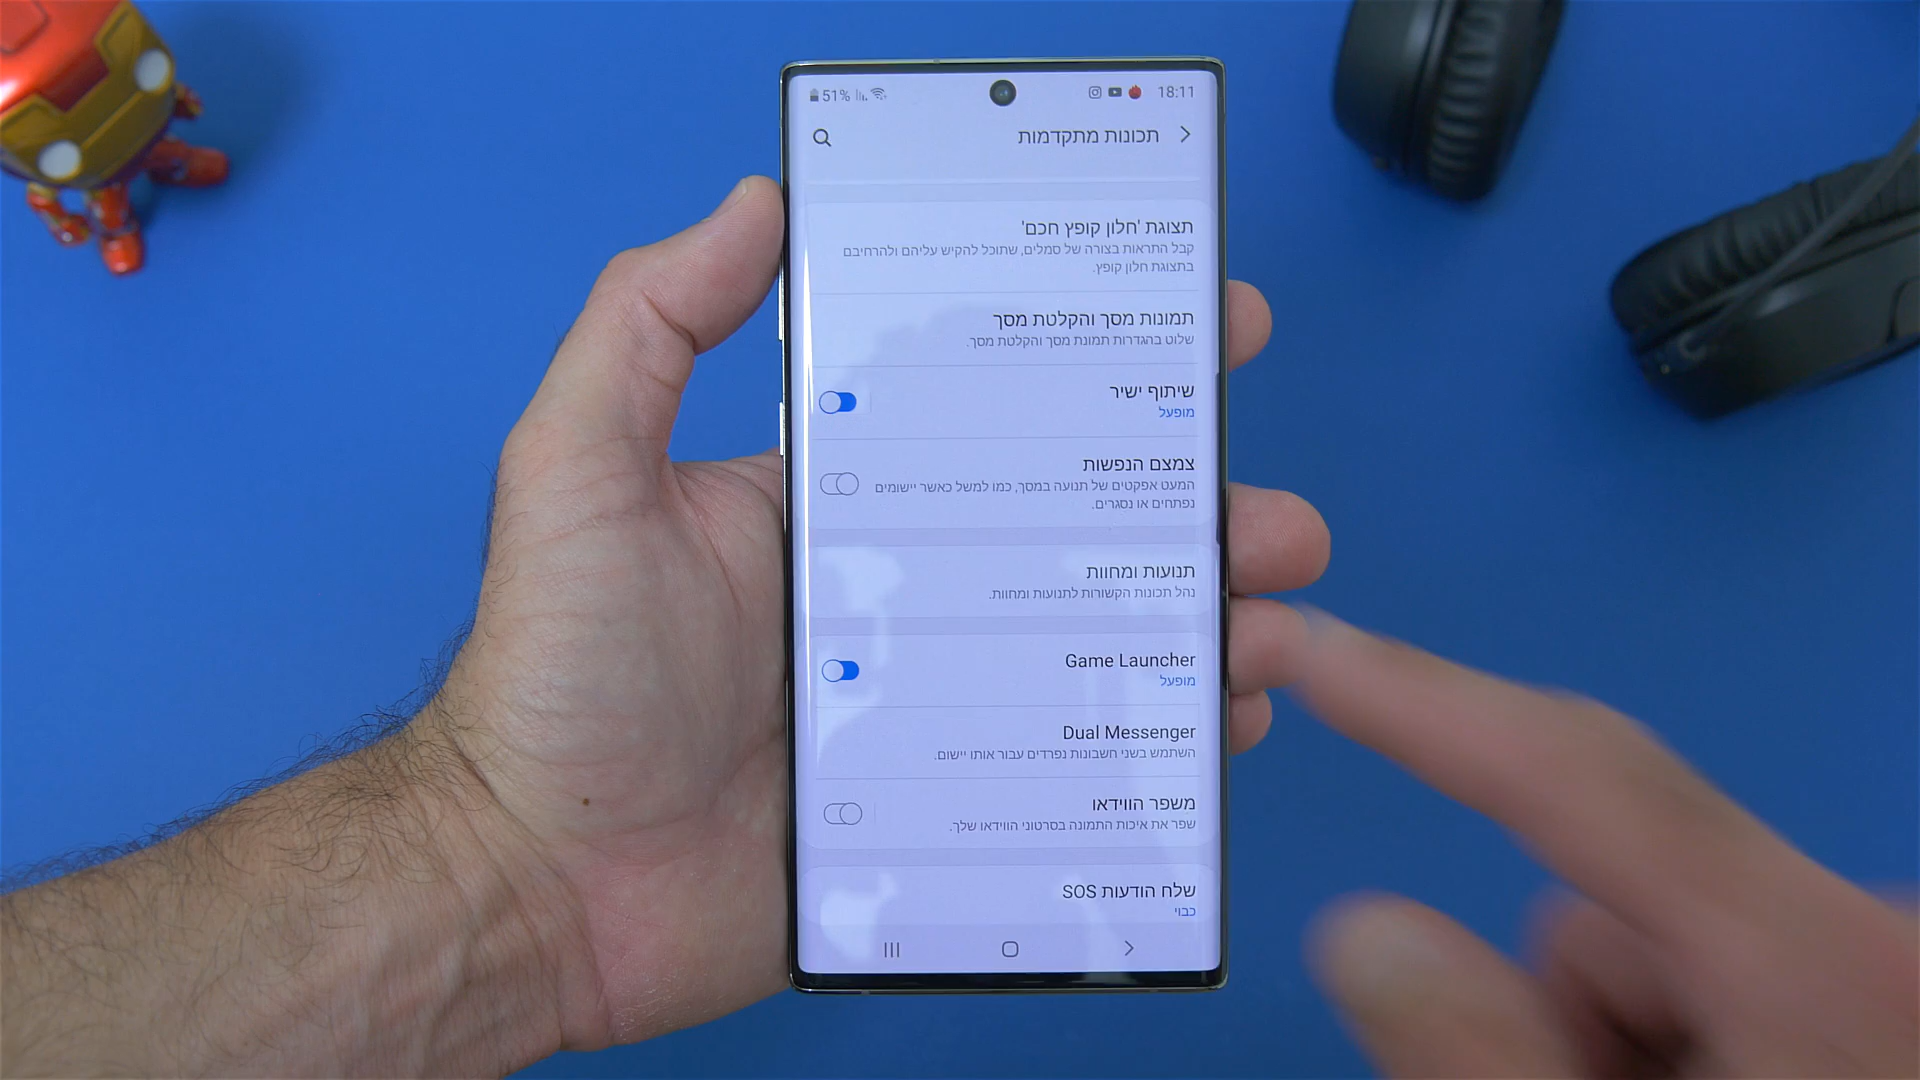 51% 18:11
תכונות מתקדמות
תצוגת 'חלון קופץ חכם'
קבל התראות בצורה של סמלים, שתוכל להקיש עליהם ולהרחיבם
בתצוגת חלון קופץ.
תמונות מסך והקלטת מסך
שלוט בהגדרות תמונת מסך והקלטת מסך.
שיתוף ישיר
מופעל
צמצם הנפשות
המעט אפקטים של תנועה במסך, כמו למשל כאשר יישומים
נפתחים או נסגרים.
תנועות ומחוות
נהל תכונות הקשורות לתנועות ומחוות.
Game Launcher
מופעל
Dual Messenger
השתמש בשני חשבונות נפרדים עבור אותו יישום.
משפר הווידאו
שפר את איכות התמונה בסרטוני הווידאו שלך.
שלח הודעות SOS
כבוי